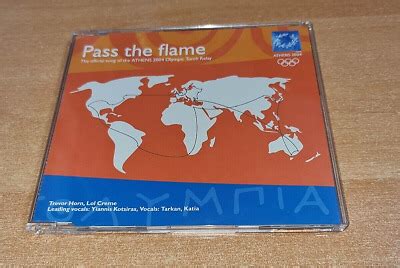 Pass the flame
The official song of the ATHENS 2004 Olympic Torch Relay
ATHENS 2004
Trevor Horn, Lol Creme
Leading vocals: Yiannis Kotsiras, Vocals: Tarkan, Katia
ΟΛΥΜΠΙΑ